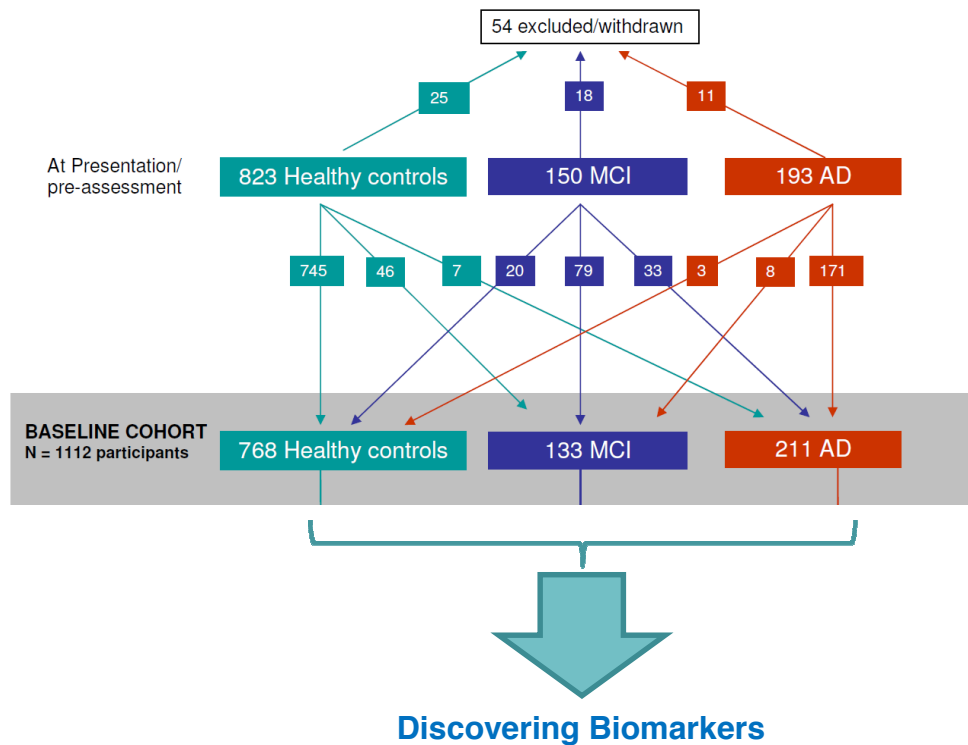 54 excluded/withdrawn
25
18
11
At Presentation/
pre-assessment
823 Healthy controls
150 MCI
193 AD
745
46
7
20
79
33
3
8
171
BASELINE COHORT
N = 1112 participants
768 Healthy controls
133 MCI
211 AD
Discovering Biomarkers